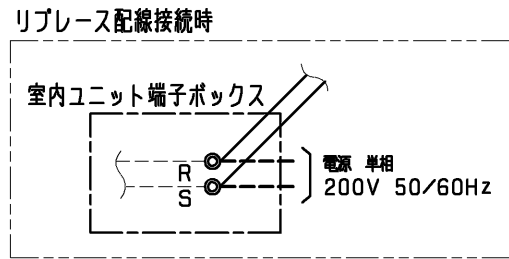 リプレース配線接続時
室内ユニット端子ボックス
R
S
電源 単相
200V 50/60Hz